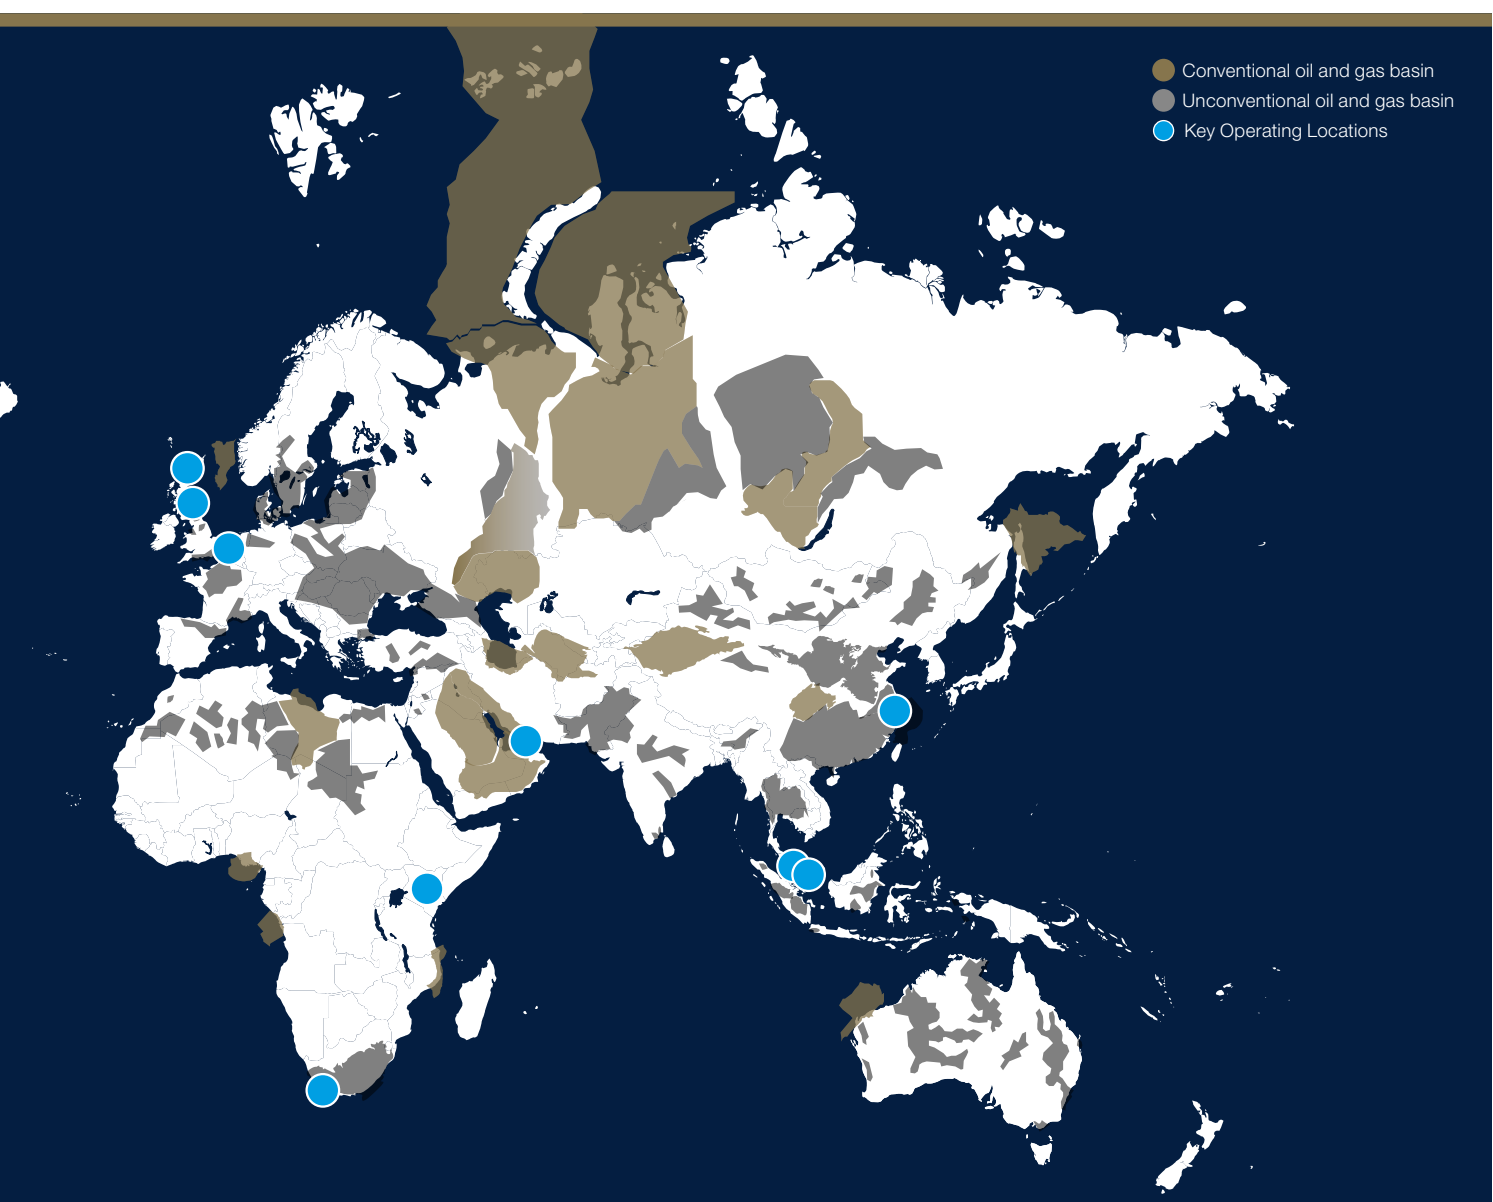 Conventional oil and gas basin
Unconventional oil and gas basin
Key Operating Locations